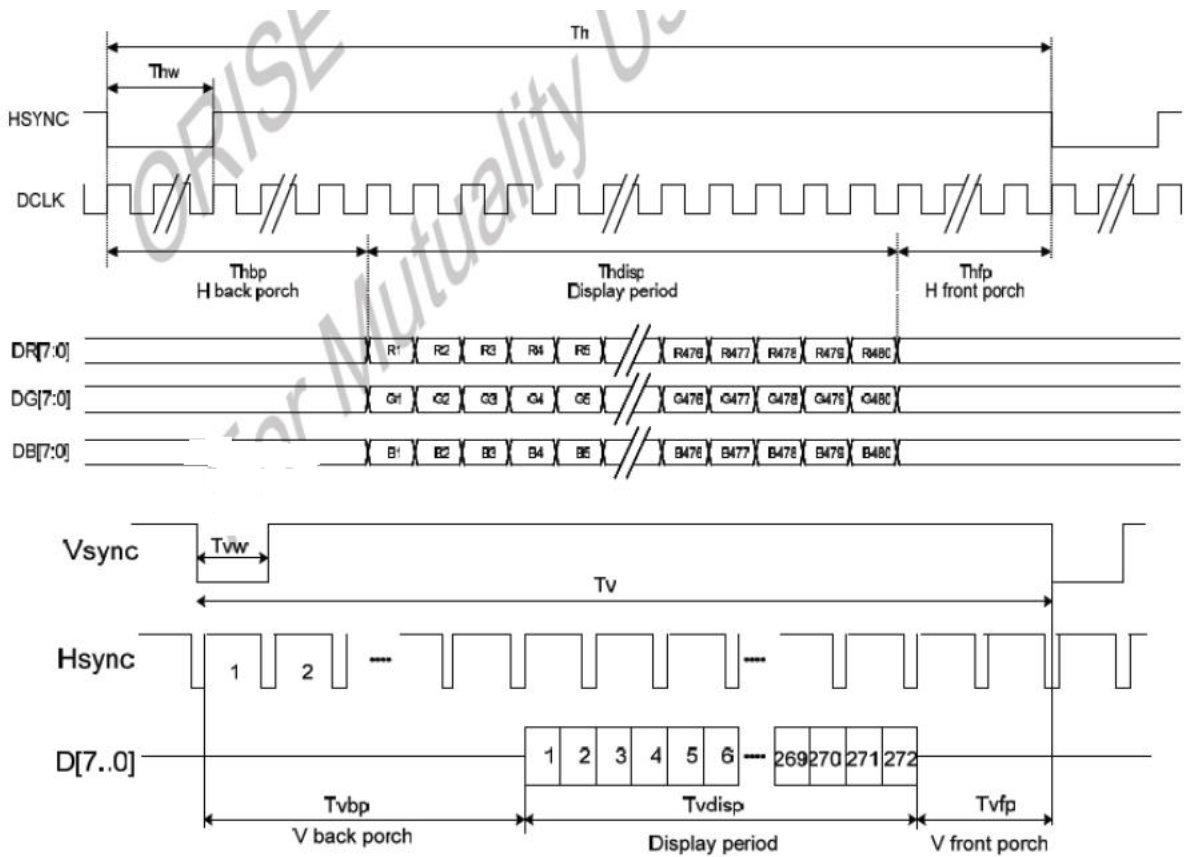 ORISE
For Mutuality Us
Th
Thw
HSYNC
DCLK
Thbp
H back porch
Thdisp
Display period
Thfp
H front porch
DR[7:0] R1 R2 R3 R4 R5 R476 R477 R478 R479 R480
DG[7:0] G1 G2 G3 G4 G5 G476 G477 G478 G479 G480
DB[7:0] B1 B2 B3 B4 B5 B476 B477 B478 B479 B480
Vsync
Tvw
Tv
Hsync 1 2 ----  ----
D[7..0] 1 2 3 4 5 6 ---- 269 270 271 272
Tvbp
V back porch
Tvdisp
Display period
Tvfp
V front porch